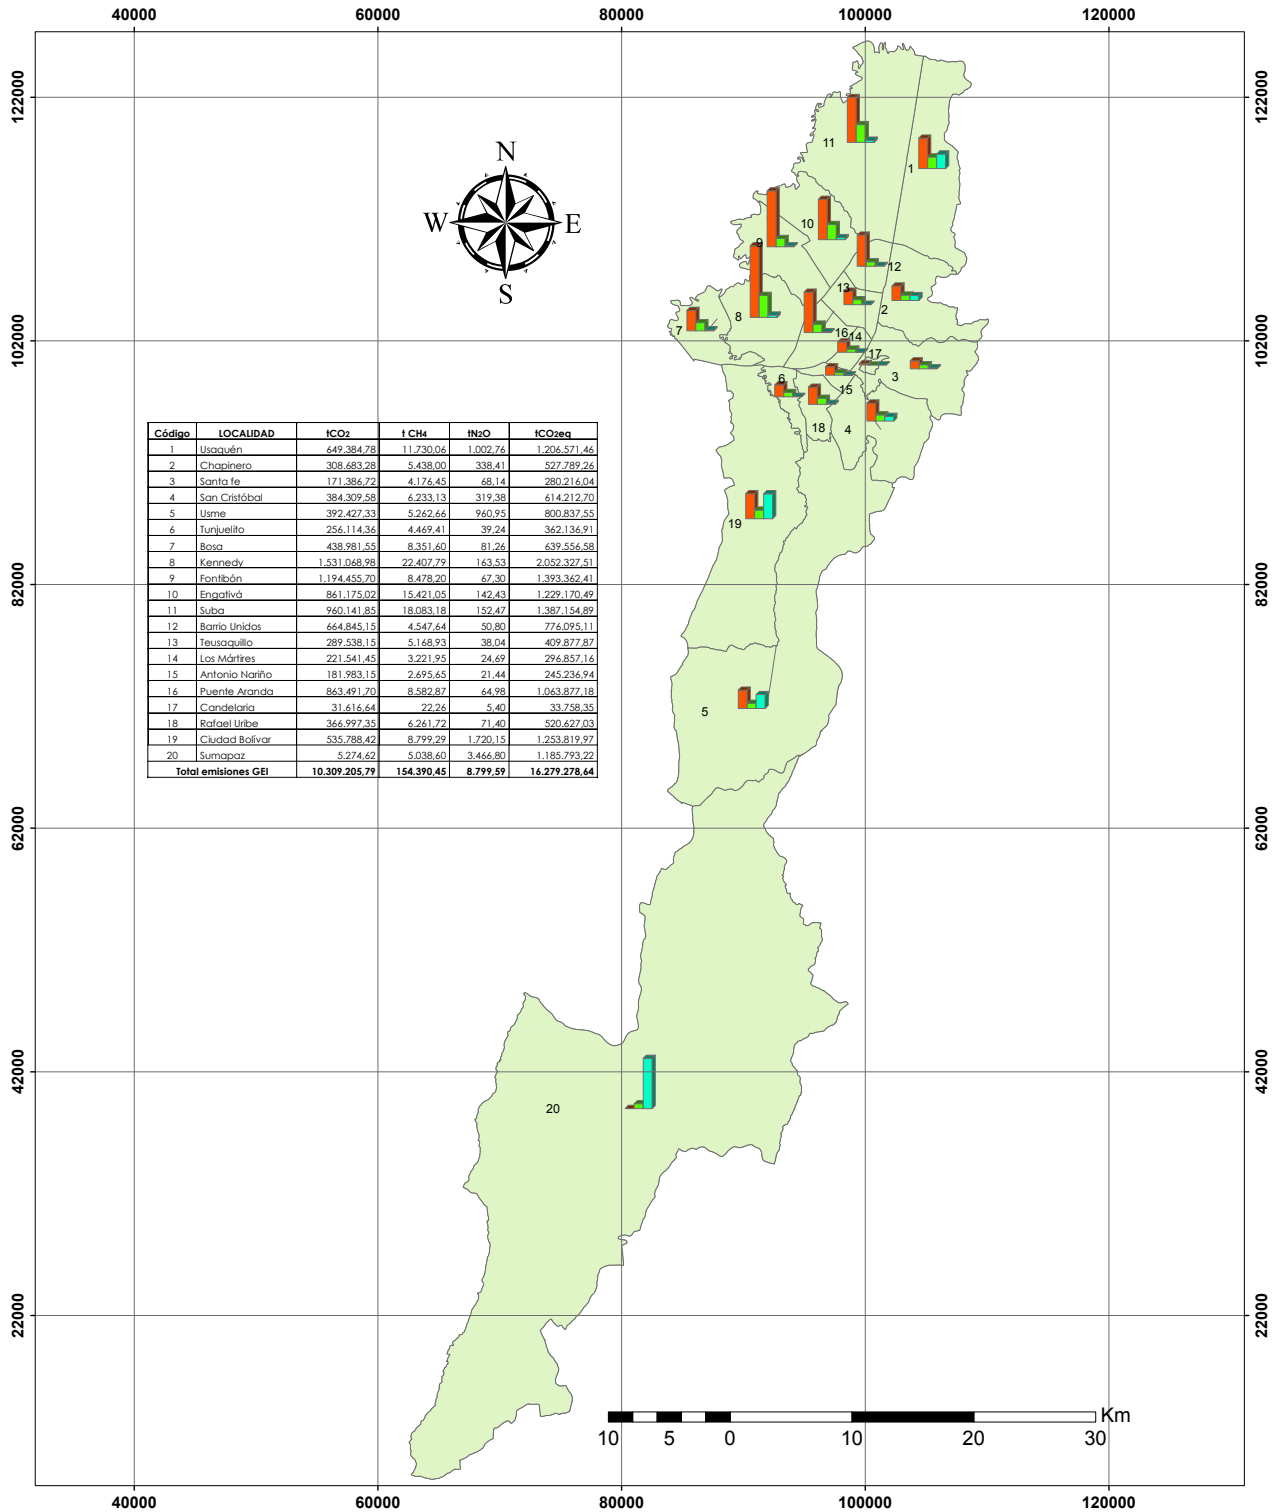 40000 60000 80000 100000 120000
122000 122000
N
W E
S
11
1
10
9
12
13
2
8
7
16 14
17
3
6
15
18 4
102000 102000
Código LOCALIDAD tCO2 t CH4 tN2O tCO2eq
1 Usaquén 649.384,78 11.730,06 1.002,76 1.206.571,46
2 Chapinero 308.683,28 5.438,00 338,41 527.789,26
3 Santa fe 171.386,72 4.176,45 68,14 280.216,04
4 San Cristóbal 384.309,58 6.233,13 319,38 614.212,70
5 Usme 392.427,33 5.262,66 960,95 800.837,55
6 Tunjuelito 256.114,36 4.469,41 39,24 362.136,91
7 Bosa 438.981,55 8.351,60 81,26 639.556,58
8 Kennedy 1.531.068,98 22.407,79 163,53 2.052.327,51
9 Fontibón 1.194.455,70 8.478,20 67,30 1.393.362,41
10 Engativá 861.175,02 15.421,05 142,43 1.229.170,49
11 Suba 960.141,85 18.083,18 152,47 1.387.154,89
12 Barrio Unidos 664.845,15 4.547,64 50,80 776.095,11
13 Teusaquillo 289.538,15 5.168,93 38,04 409.877,87
14 Los Mártires 221.541,45 3.221,95 24,69 296.857,16
15 Antonio Nariño 181.983,15 2.695,65 21,44 245.236,94
16 Puente Aranda 863.491,70 8.582,87 64,98 1.063.877,18
17 Candelaria 31.616,64 22,26 5,40 33.758,35
18 Rafael Uribe 366.997,35 6.261,72 71,40 520.627,03
19 Ciudad Bolívar 535.788,42 8.799,29 1.720,15 1.253.819,97
20 Sumapaz 5.274,62 5.038,60 3.466,80 1.185.793,22
Total emisiones GEI 10.309.205,79 154.390,45 8.799,59 16.279.278,64
19
82000 82000
5
62000 62000
42000 42000
20
22000 22000
Km
10 5 0 10 20 30
40000 60000 80000 100000 120000